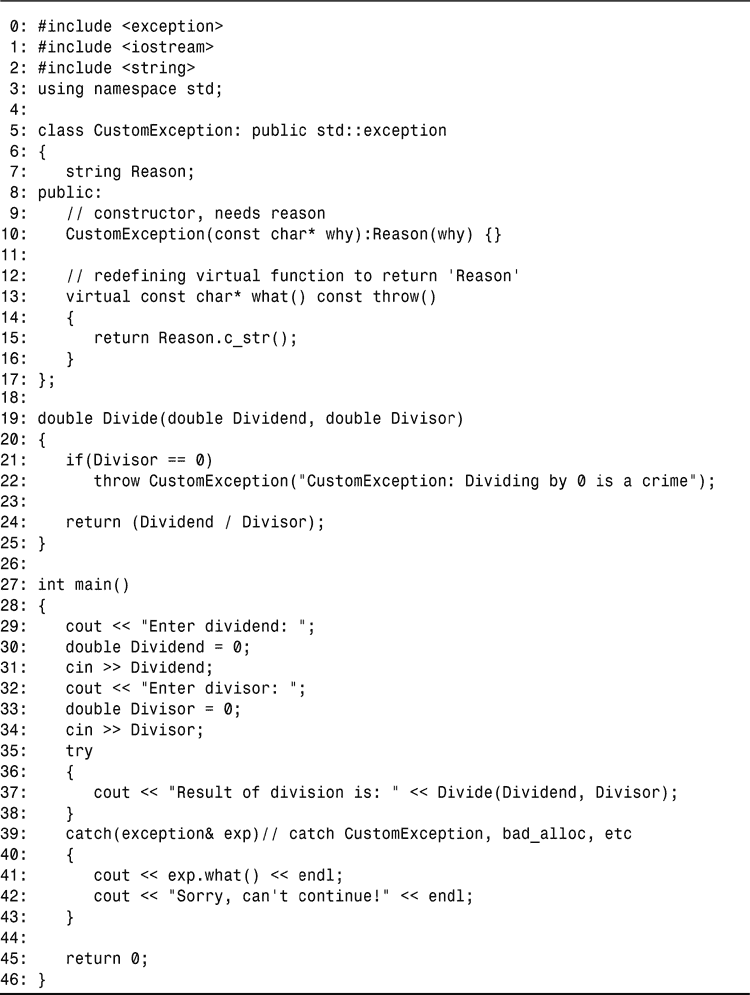 0: #include <exception>
1: #include <iostream>
2: #include <string>
3: using namespace std;
4:
5: class CustomException: public std::exception
6: {
7:    string Reason;
8: public:
9:    // constructor, needs reason
10:    CustomException(const char* why):Reason(why) {}
11:
12:    // redefining virtual function to return 'Reason'
13:    virtual const char* what() const throw()
14:    {
15:       return Reason.c_str();
16:    }
17: };
18:
19: double Divide(double Dividend, double Divisor)
20: {
21:    if(Divisor == 0)
22:       throw CustomException("CustomException: Dividing by 0 is a crime");
23:
24:    return (Dividend / Divisor);
25: }
26:
27: int main()
28: {
29:    cout << "Enter dividend: ";
30:    double Dividend = 0;
31:    cin >> Dividend;
32:    cout << "Enter divisor: ";
33:    double Divisor = 0;
34:    cin >> Divisor;
35:    try
36:    {
37:       cout << "Result of division is: " << Divide(Dividend, Divisor);
38:    }
39:    catch(exception& exp)// catch CustomException, bad_alloc, etc
40:    {
41:       cout << exp.what() << endl;
42:       cout << "Sorry, can't continue!" << endl;
43:    }
44:
45:    return 0;
46: }